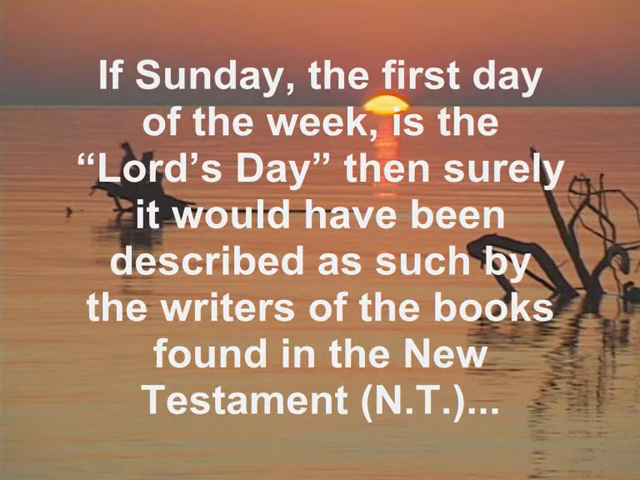 If Sunday, the first day
of the week, is the
“Lord’s Day” then surely
it would have been
described as such by
the writers of the books
found in the New
Testament (N.T.)...